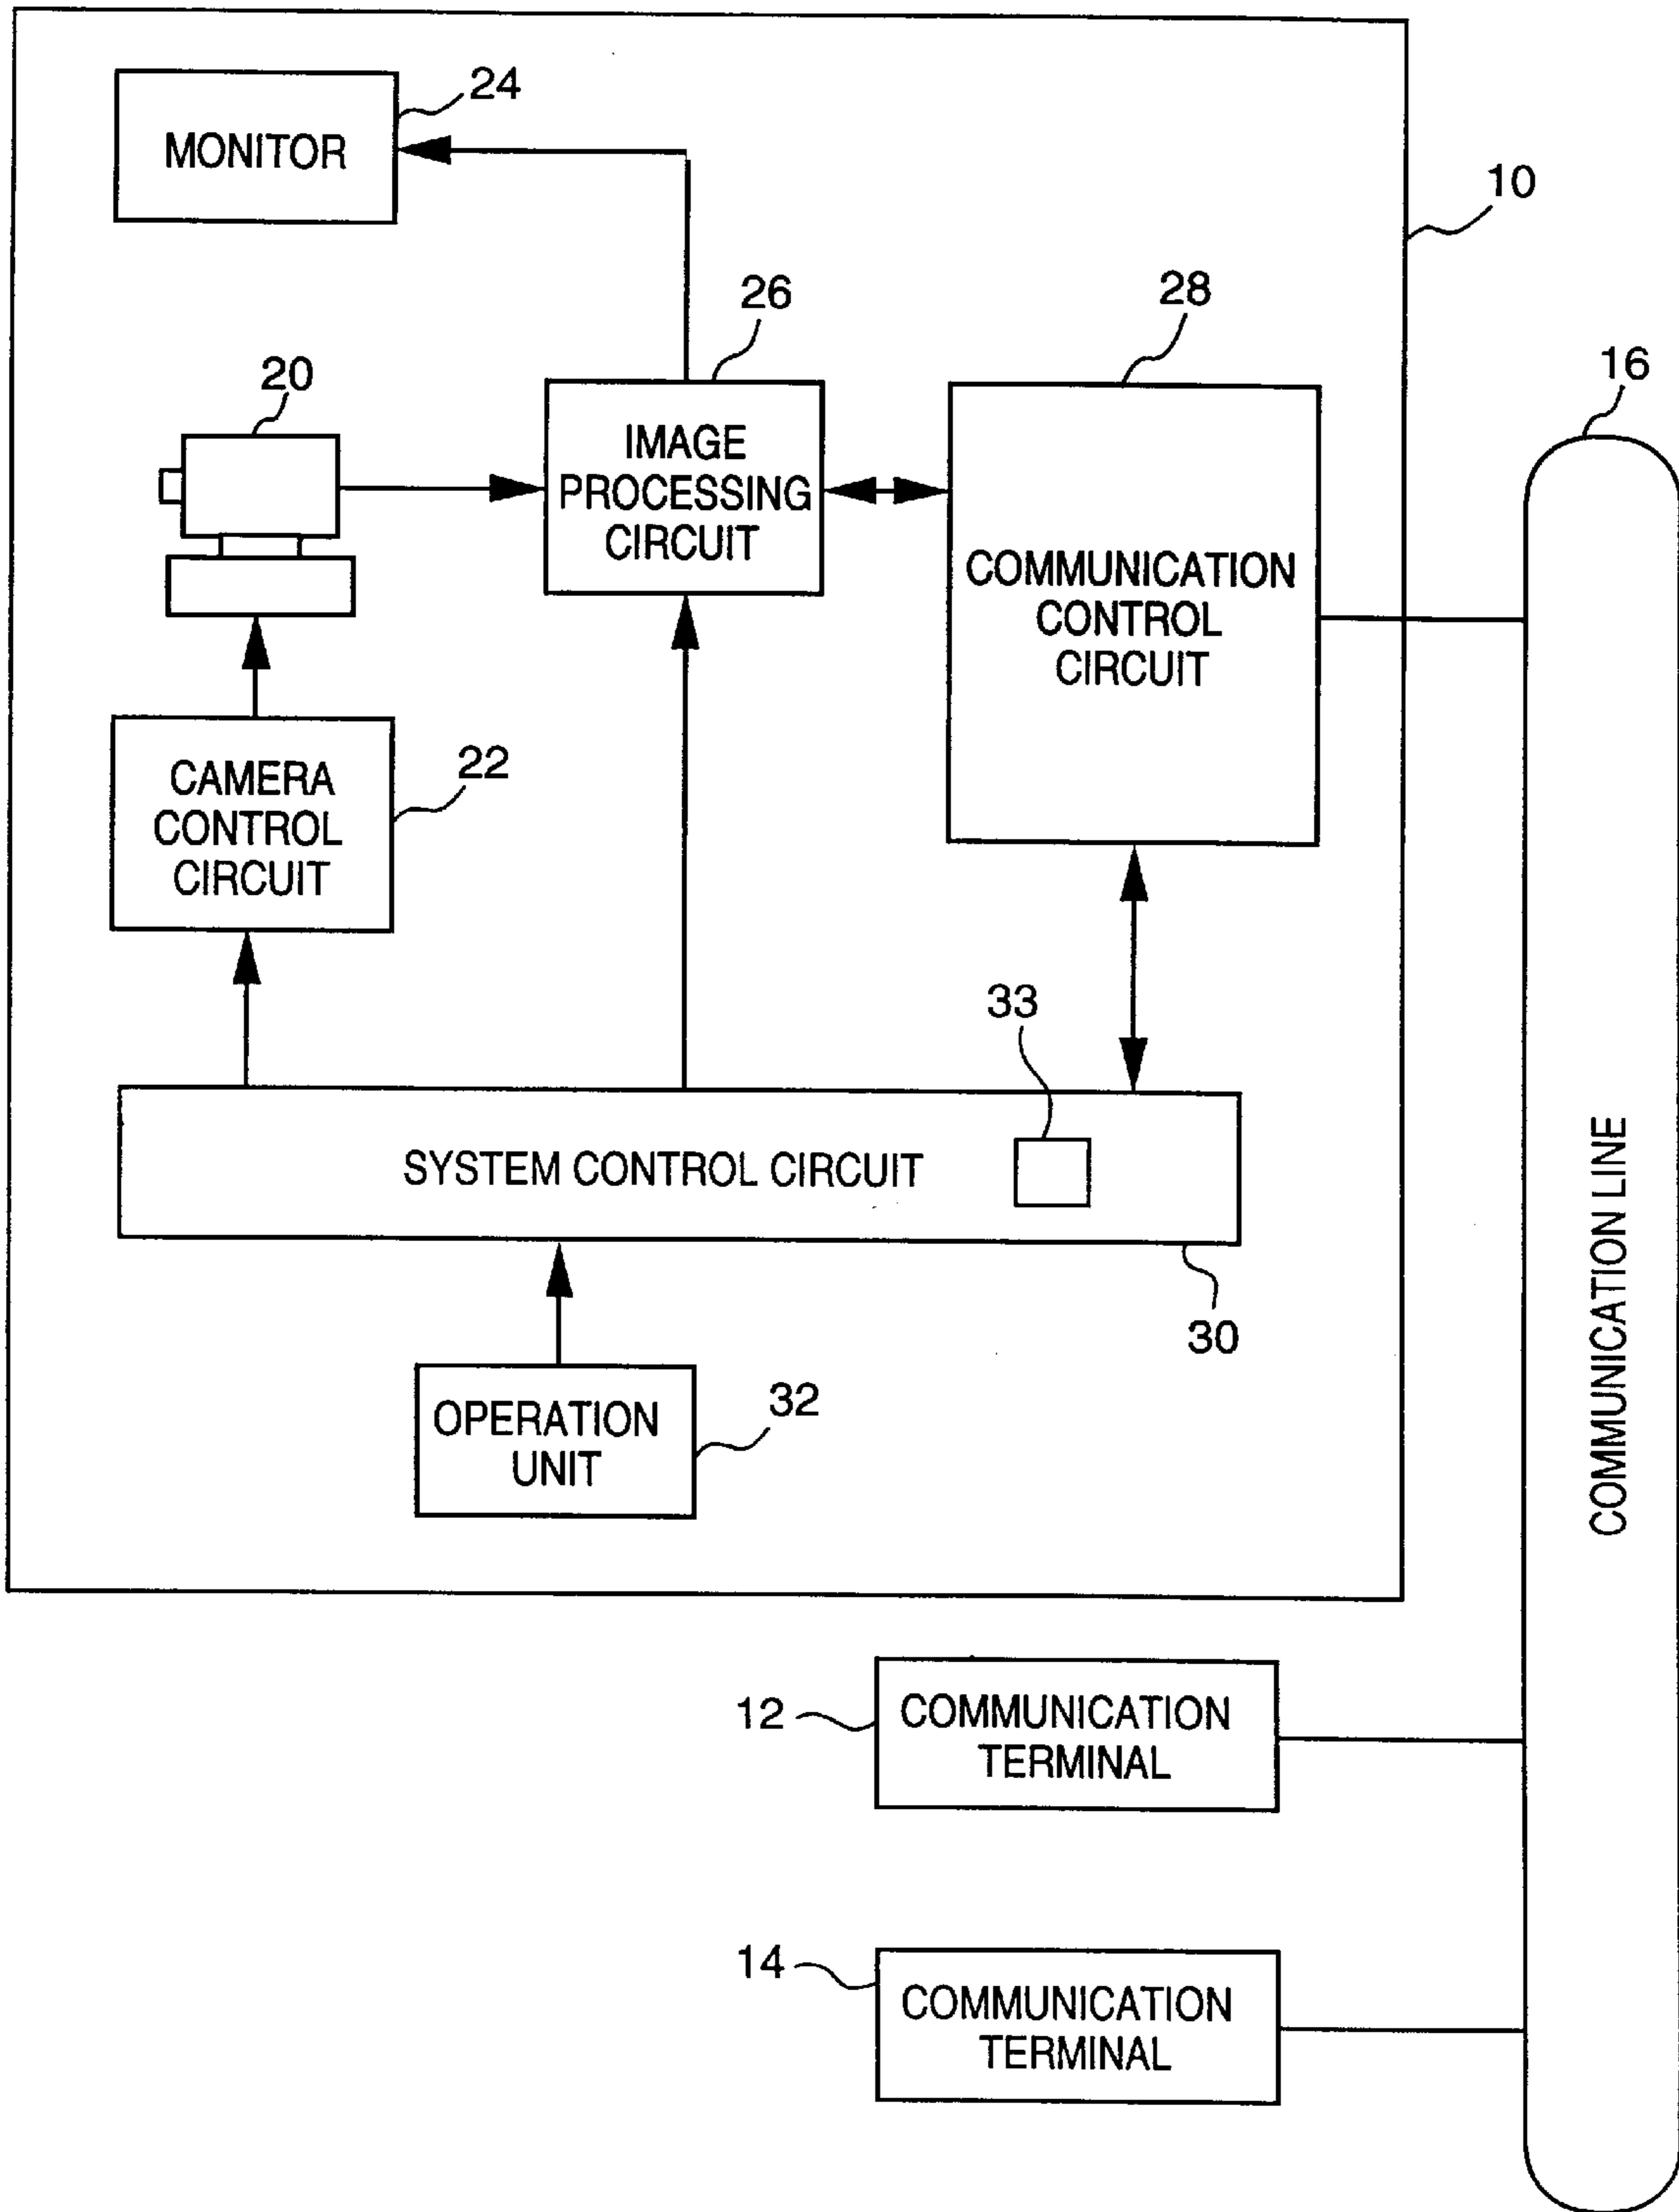 24
MONITOR
10
26
28
16
20
IMAGE
PROCESSING
CIRCUIT
COMMUNICATION
CONTROL
CIRCUIT
22
CAMERA
CONTROL
CIRCUIT
33
SYSTEM CONTROL CIRCUIT
30
32
OPERATION
UNIT
COMMUNICATION LINE
12
COMMUNICATION
TERMINAL
14
COMMUNICATION
TERMINAL